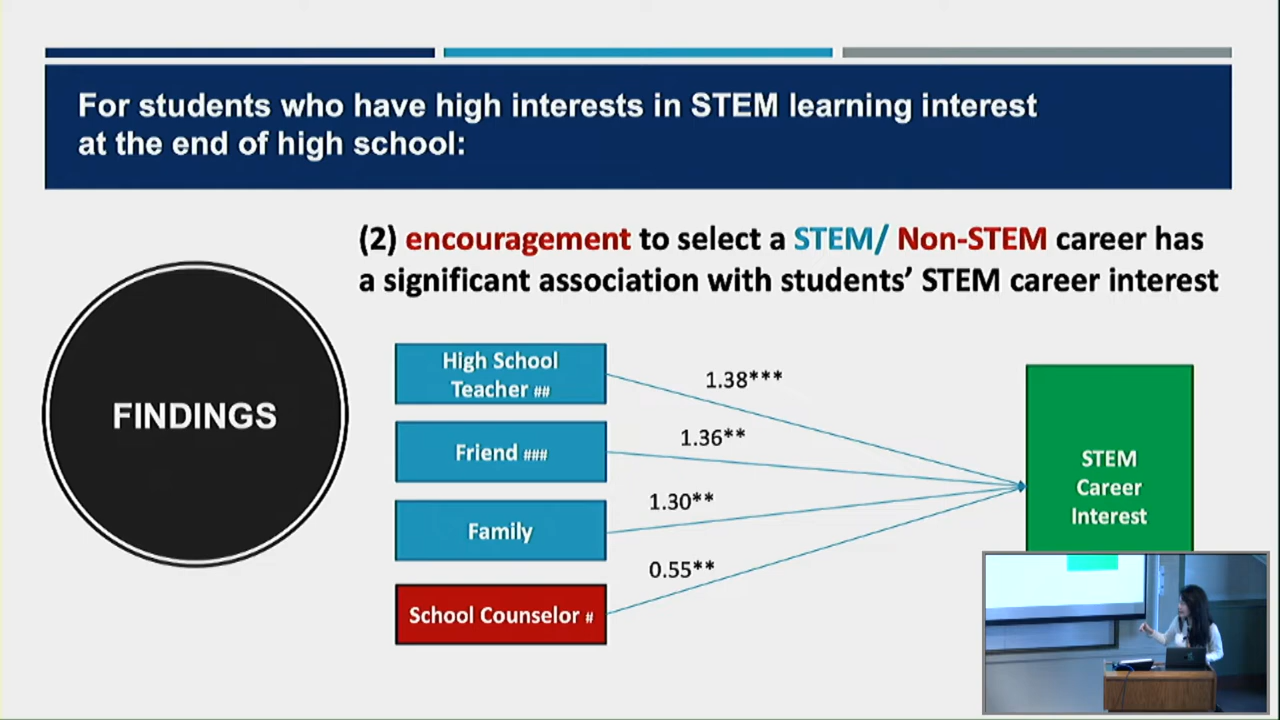 For students who have high interests in STEM learning interest
at the end of high school:
(2) encouragement to select a STEM/ Non-STEM career has
a significant association with students' STEM career interest
FINDINGS
High School
Teacher ##
Friend ###
Family
School Counselor #
1.38***
1.36**
1.30**
0.55**
STEM
Career
Interest